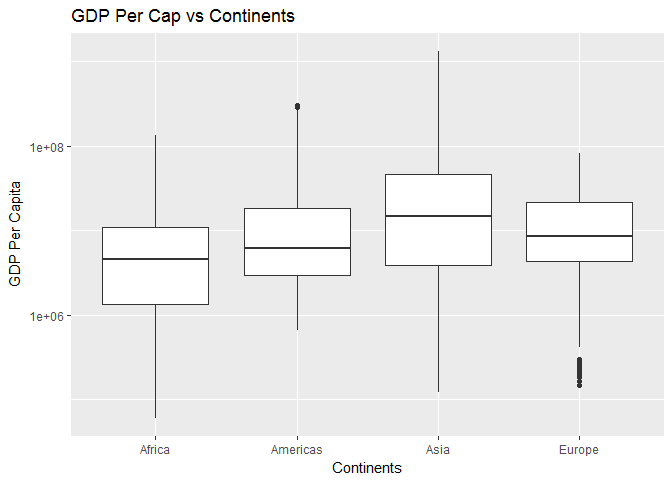 GDP Per Cap vs Continents
GDP Per Capita
1e+08
1e+06
Africa Americas Asia Europe
Continents